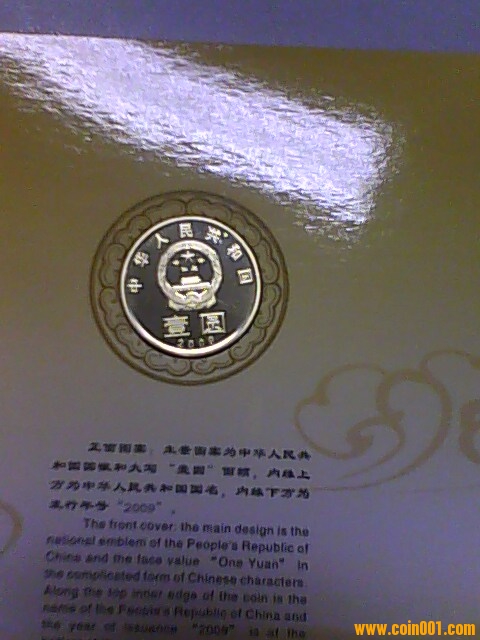 中华人民共和国
壹圆
2009
正面图案:主景图案为中华人民共
和国国徽和大写“壹圆”面额,内缘上
方为中华人民共和国国名,内缘下方为
发行年号“2009”。
The front cover: the main design is the
national emblem of the People's Republic of
China and the face value "One Yuan" in
the complicated form of Chinese characters.
Along the top inner edge of the coin is the
name of the People's Republic of China and
the year of issuance "2009" is at the
www.coin001.com